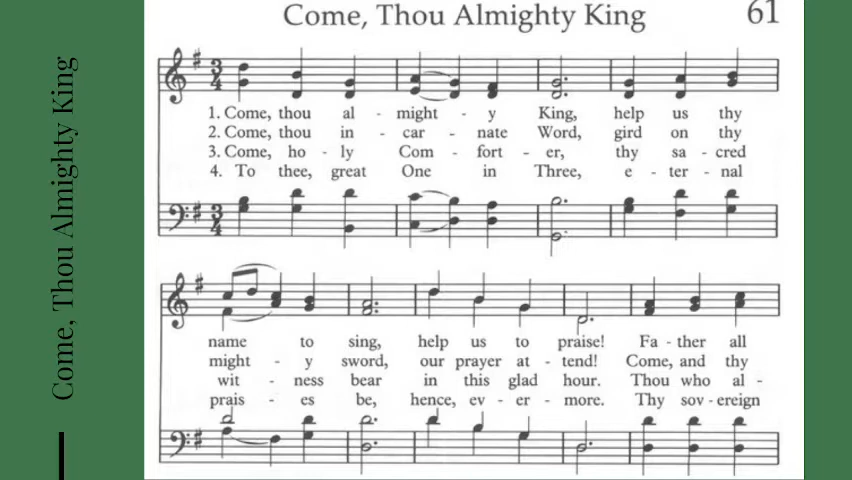 Come, Thou Almighty King
Come, Thou Almighty King 61
3 4
1. Come, thou al - might - y King, help us thy
2. Come, thou in - car - nate Word, gird on thy
3. Come, ho - ly Com - fort - er, thy sa - cred
4. To thee, great One in Three, e - ter - nal
3 4
name to sing, help us to praise! Fa - ther all
might - y sword, our prayer at - tend! Come, and thy
wit - ness bear in this glad hour. Thou who al -
prais - es be, hence, ev - er - more. Thy sov - ereign